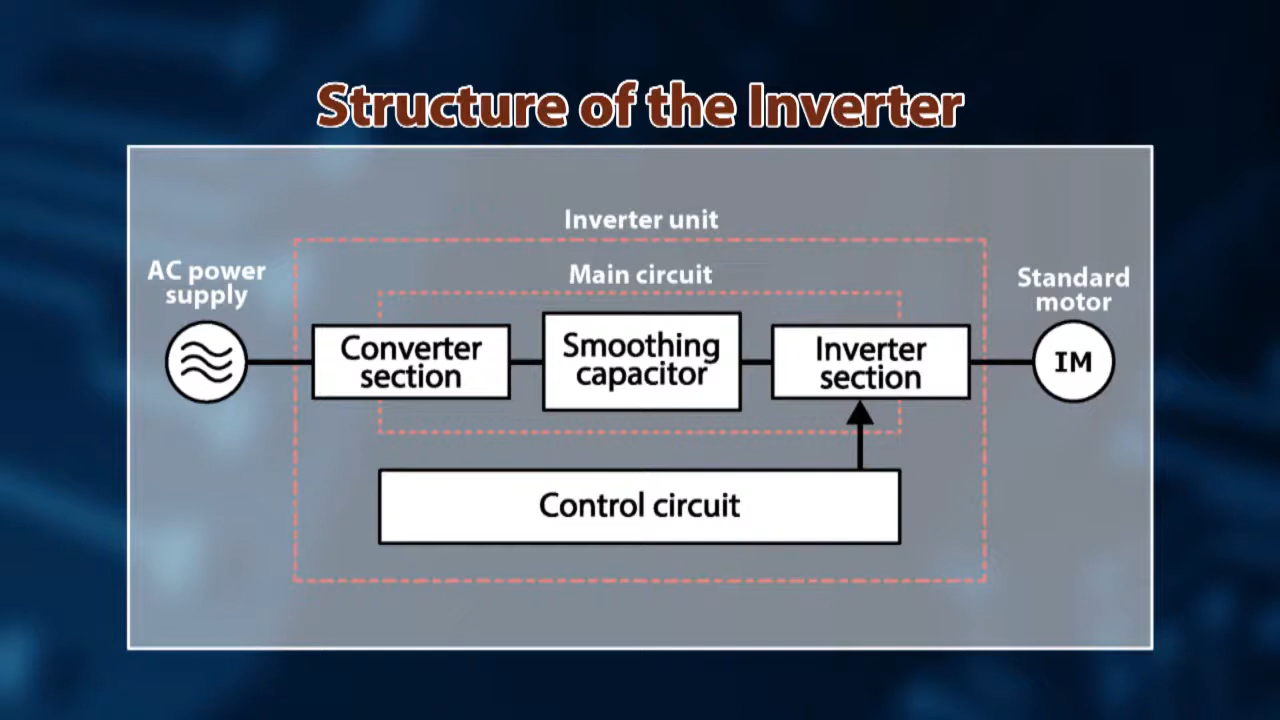 Structure of the Inverter
Inverter unit
Main circuit
AC power
supply
Converter
section
Smoothing
capacitor
Inverter
section
Standard
motor
IM
Control circuit